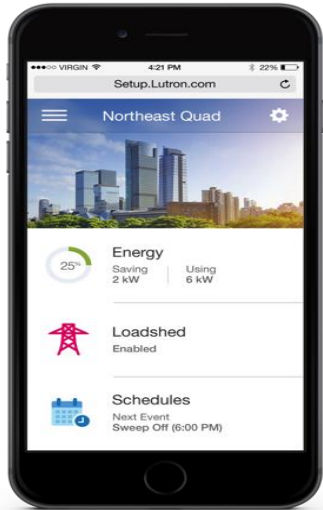 VIRGIN 4:21 PM 22%
Setup.Lutron.com
Northeast Quad
25%
Energy
Saving Using
2 kW 6 kW
Loadshed
Enabled
Schedules
Next Event
Sweep Off (6:00 PM)